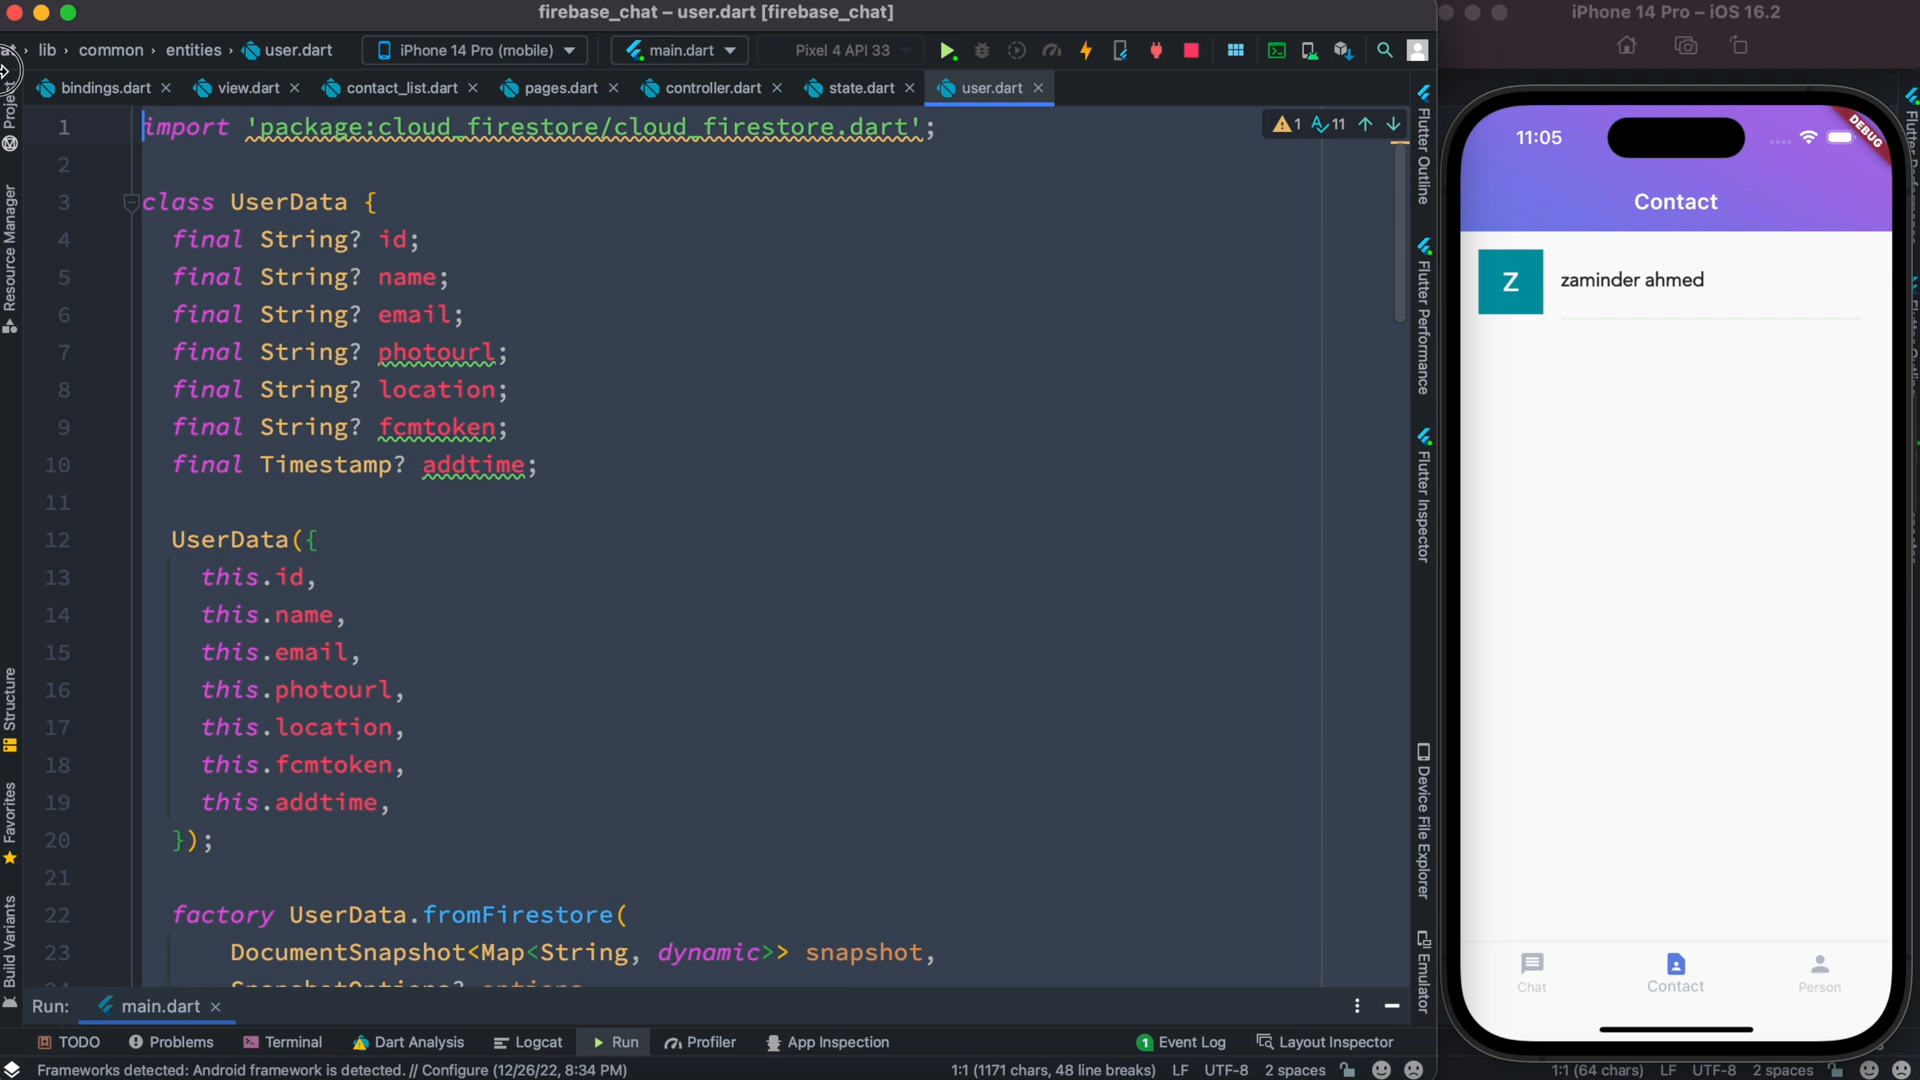 firebase_chat – user.dart [firebase_chat]
lib
common
entities
user.dart
iPhone 14 Pro (mobile)
main.dart
Pixel 4 API 33
bindings.dart
view.dart
contact_list.dart
pages.dart
controller.dart
state.dart
user.dart
1 import 'package:cloud_firestore/cloud_firestore.dart';
1 11
2
3 class UserData {
4 final String? id;
5 final String? name;
6 final String? email;
7 final String? photourl;
8 final String? location;
9 final String? fcmtoken;
10 final Timestamp? addtime;
11
12 UserData({
13 this.id,
14 this.name,
15 this.email,
16 this.photourl,
17 this.location,
18 this.fcmtoken,
19 this.addtime,
20 });
21
22 factory UserData.fromFirestore(
23 DocumentSnapshot<Map<String, dynamic>> snapshot,
Project
Resource Manager
Structure
Favorites
Build Variants
Flutter Outline
Flutter Performance
Flutter Inspector
Device File Explorer
Emulator
Run:
main.dart
TODO
Problems
Terminal
Dart Analysis
Logcat
Run
Profiler
App Inspection
1 Event Log
Layout Inspector
Frameworks detected: Android framework is detected. // Configure (12/26/22, 8:34 PM)
1:1 (1171 chars, 48 line breaks)
LF
UTF-8
2 spaces
iPhone 14 Pro – iOS 16.2
11:05
DEBUG
Contact
Z
zaminder ahmed
Chat
Contact
Person
1:1 (64 chars)
LF
UTF-8
2 spaces